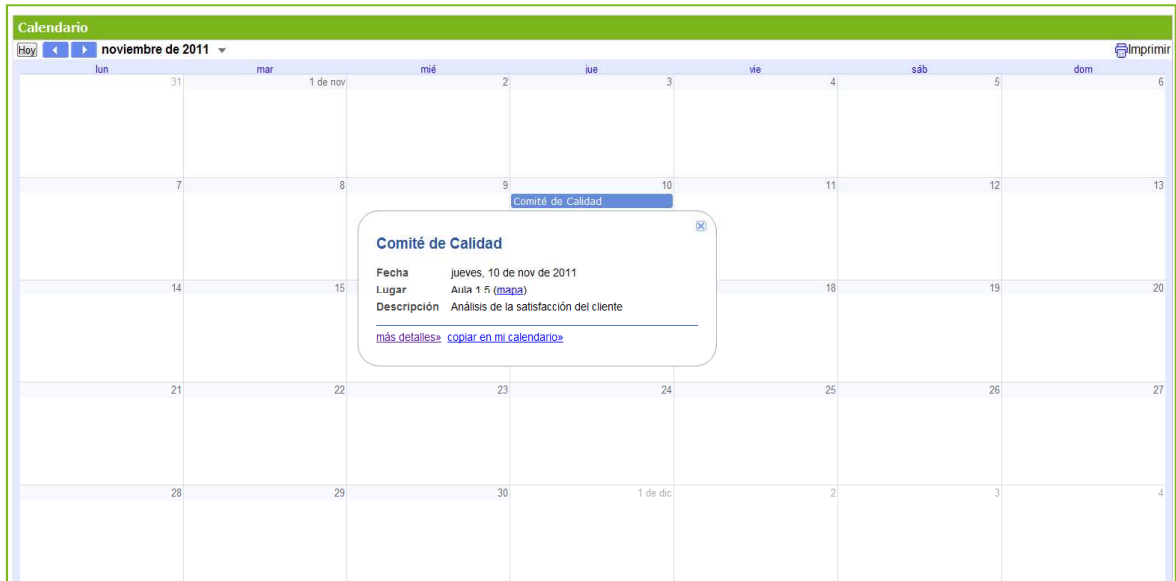 Calendario
Hoy noviembre de 2011 Imprimir
lun mar mié jue vie sáb dom
31 1 de nov 2 3 4 5 6
7 8 9 10 11 12 13
Comité de Calidad
Comité de Calidad
Fecha jueves, 10 de nov de 2011
14 15 18 19 20
Lugar Aula 1.5 (mapa)
Descripción Análisis de la satisfacción del cliente
más detalles» copiar en mi calendario»
21 22 23 24 25 26 27
28 29 30 1 de dic 2 3 4